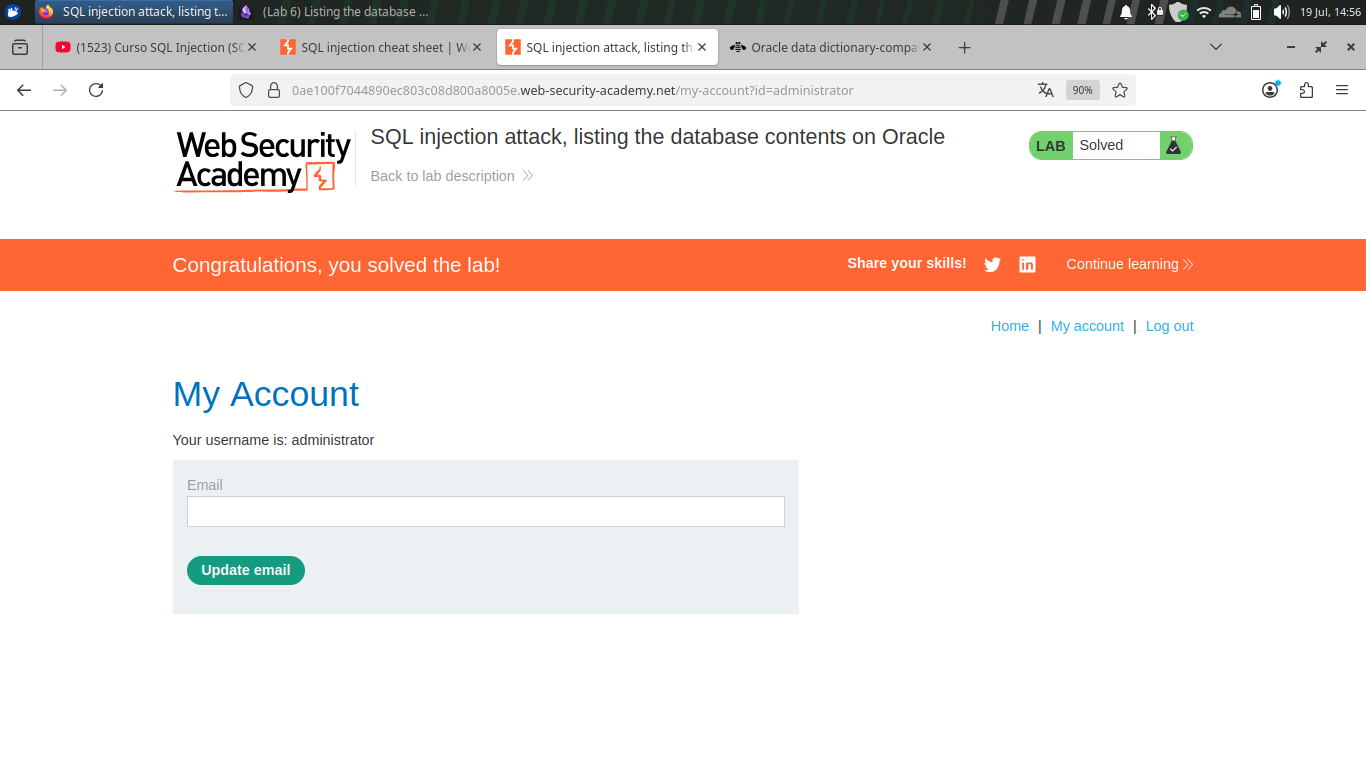 SQL injection attack, listing t...
(Lab 6) Listing the database ...
19 Jul, 14:56
(1523) Curso SQL Injection (SC
SQL injection cheat sheet | We
SQL injection attack, listing th
Oracle data dictionary-compa
0ae100f7044890ec803c08d800a8005e.web-security-academy.net/my-account?id=administrator
90%
Web Security
Academy
SQL injection attack, listing the database contents on Oracle
Back to lab description
LAB
Solved
Congratulations, you solved the lab!
Share your skills!
Continue learning
Home | My account | Log out
My Account
Your username is: administrator
Email
Update email